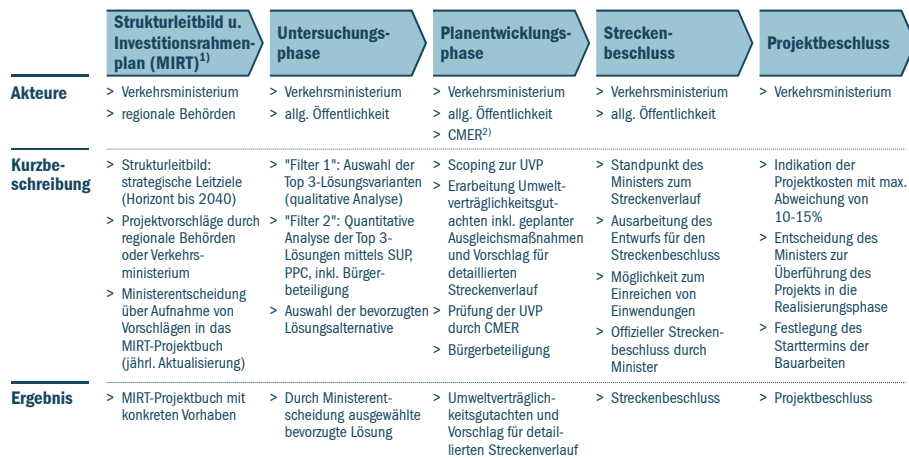 Strukturleitbild u.
Investitionsrahmen-
plan (MIRT)1)
Untersuchungs-
phase
Planentwicklungs-
phase
Strecken-
beschluss
Projektbeschluss
Akteure
> Verkehrsministerium
> regionale Behörden
> Verkehrsministerium
> allg. Öffentlichkeit
> Verkehrsministerium
> allg. Öffentlichkeit
> CMER2)
> Verkehrsministerium
> allg. Öffentlichkeit
> Verkehrsministerium
Kurzbe-
schreibung
> Strukturleitbild:
strategische Leitziele
(Horizont bis 2040)
> Projektvorschläge durch
regionale Behörden
oder Verkehrs-
ministerium
> Ministerentscheidung
über Aufnahme von
Vorschlägen in das
MIRT-Projektbuch
(jährl. Aktualisierung)
> "Filter 1": Auswahl der
Top 3-Lösungsvarianten
(qualitative Analyse)
> "Filter 2": Quantitative
Analyse der Top 3-
Lösungen mittels SUP,
PPC, inkl. Bürger-
beteiligung
> Auswahl der bevorzugten
Lösungsalternative
> Scoping zur UVP
> Erarbeitung Umwelt-
verträglichkeitsgut-
achten inkl. geplanter
Ausgleichsmaßnahmen
und Vorschlag für
detaillierten
Streckenverlauf
> Prüfung der UVP
durch CMER
> Bürgerbeteiligung
> Standpunkt des
Ministers zum
Streckenverlauf
> Ausarbeitung des
Entwurfs für den
Streckenbeschluss
> Möglichkeit zum
Einreichen von
Einwendungen
> Offizieller Strecken-
beschluss durch
Minister
> Indikation der
Projektkosten mit max.
Abweichung von
10-15%
> Entscheidung des
Ministers zur
Überführung des
Projekts in die
Realisierungsphase
> Festlegung des
Starttermins der
Bauarbeiten
Ergebnis
> MIRT-Projektbuch mit
konkreten Vorhaben
> Durch Ministerent-
scheidung ausgewählte
bevorzugte Lösung
> Umweltverträglich-
keitsgutachten und
Vorschlag für detail-
lierten Streckenverlauf
> Streckenbeschluss
> Projektbeschluss